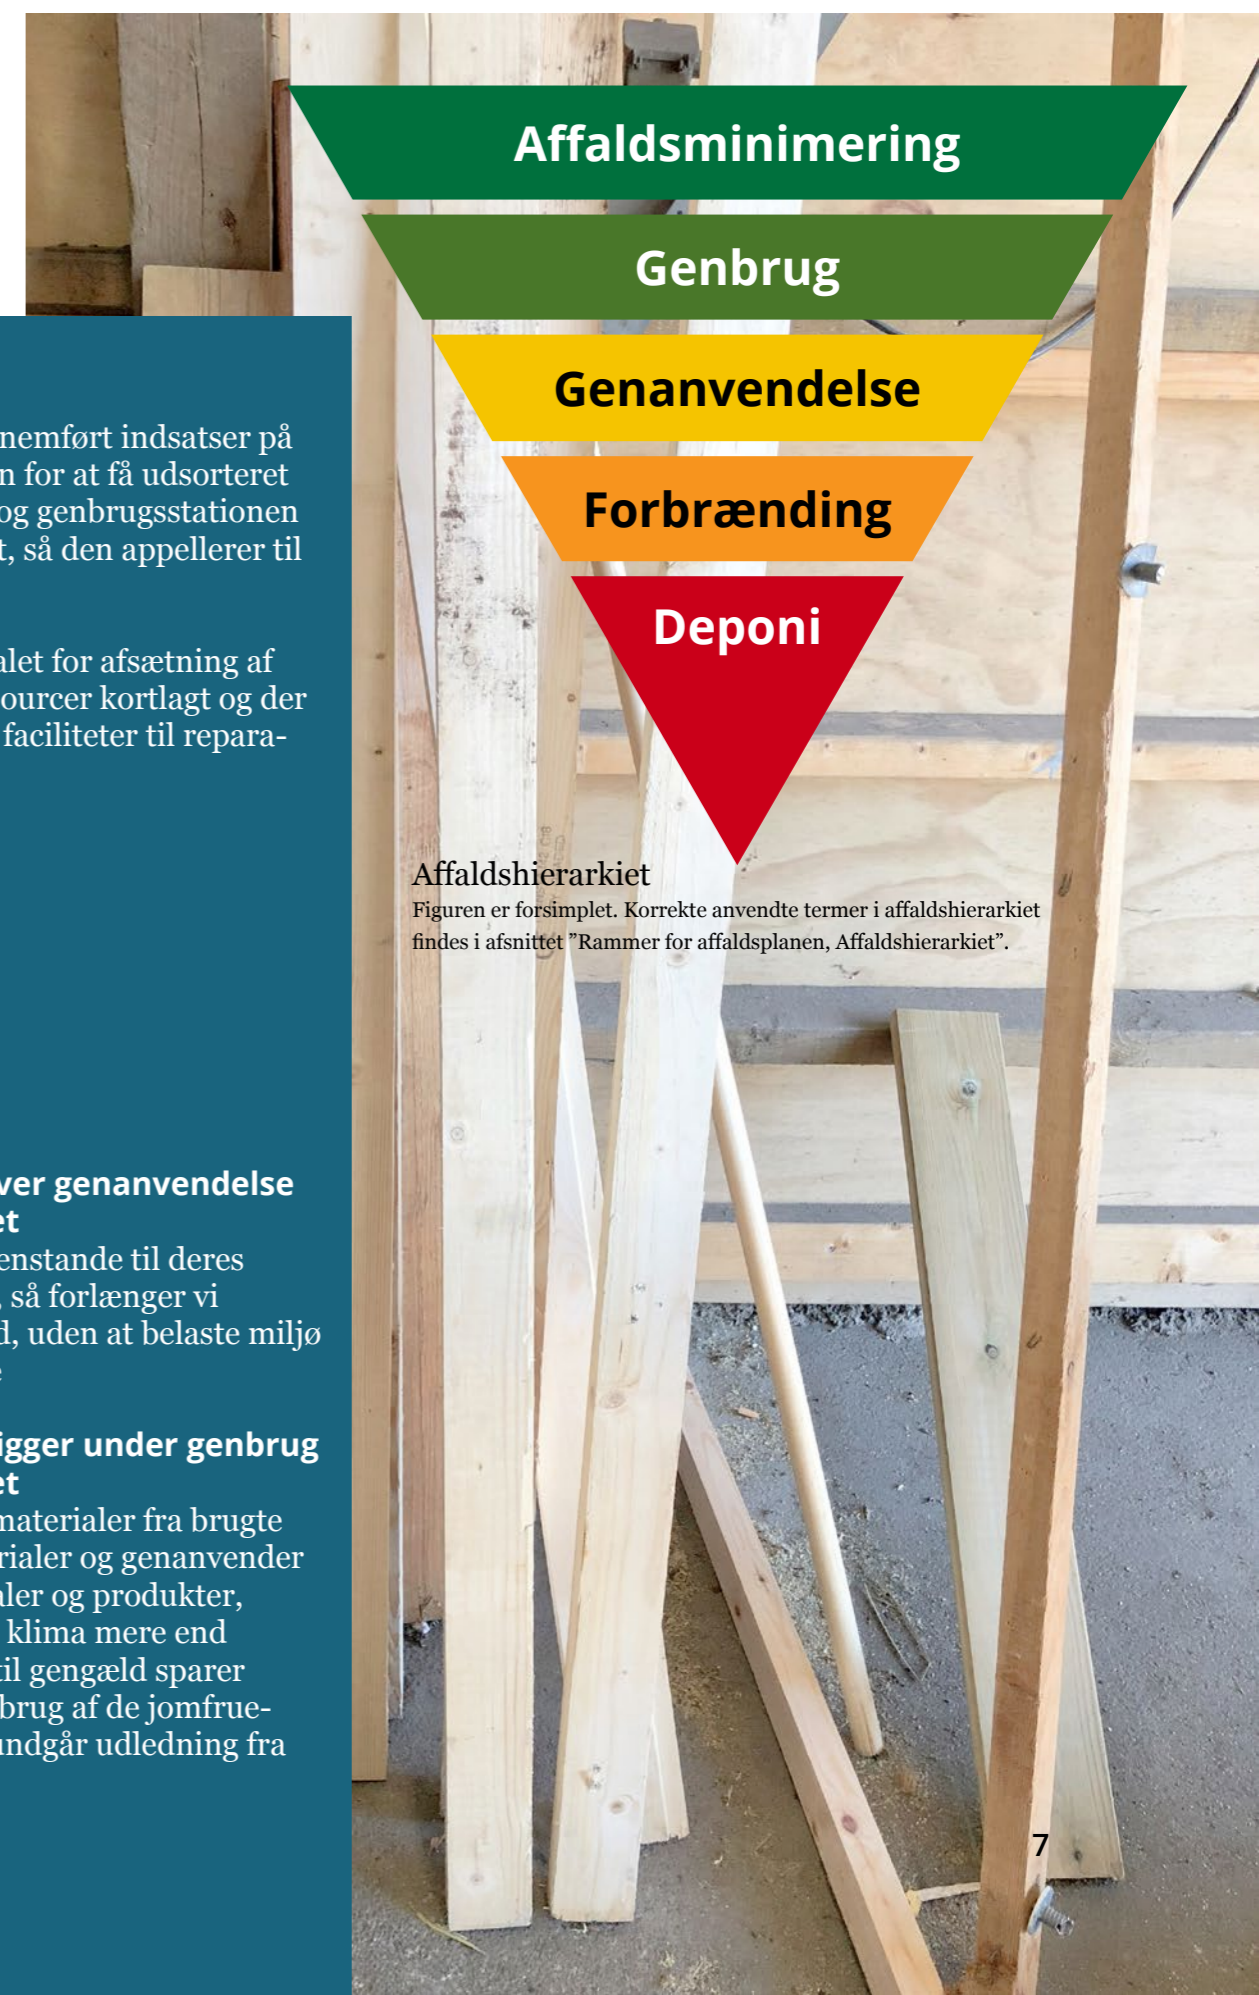 Affaldsminimering
Genbrug
Genanvendelse
Forbrænding
Deponi
Affaldshierarkiet
Figuren er forsimplet. Korrekte anvendte termer i affaldshierarkiet
findes i afsnittet ”Rammer for affaldsplanen, Affaldshierarkiet”.
nemført indsatser på
n for at få udsorteret
og genbrugsstationen
t, så den appellerer til
alet for afsætning af
ourcer kortlagt og der
faciliteter til repara-
ver genanvendelse
et
enstande til deres
, så forlænger vi
d, uden at belaste miljø
e
igger under genbrug
et
materialer fra brugte
rialer og genanvender
aler og produkter,
klima mere end
til gengæld sparer
brug af de jomfrue-
undgår udledning fra
7